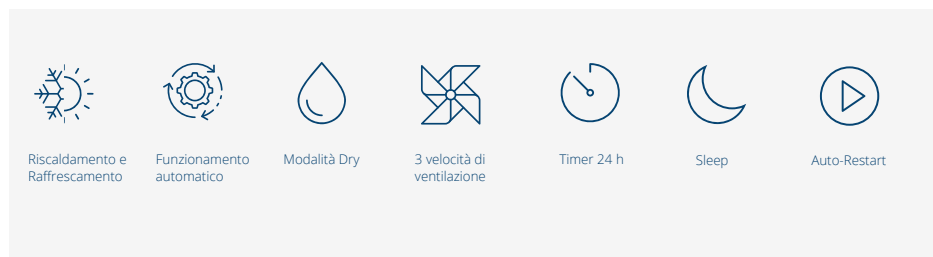 Riscaldamento e
Raffrescamento
Funzionamento
automatico
Modalità Dry
3 velocità di
ventilazione
Timer 24 h
Sleep
Auto-Restart